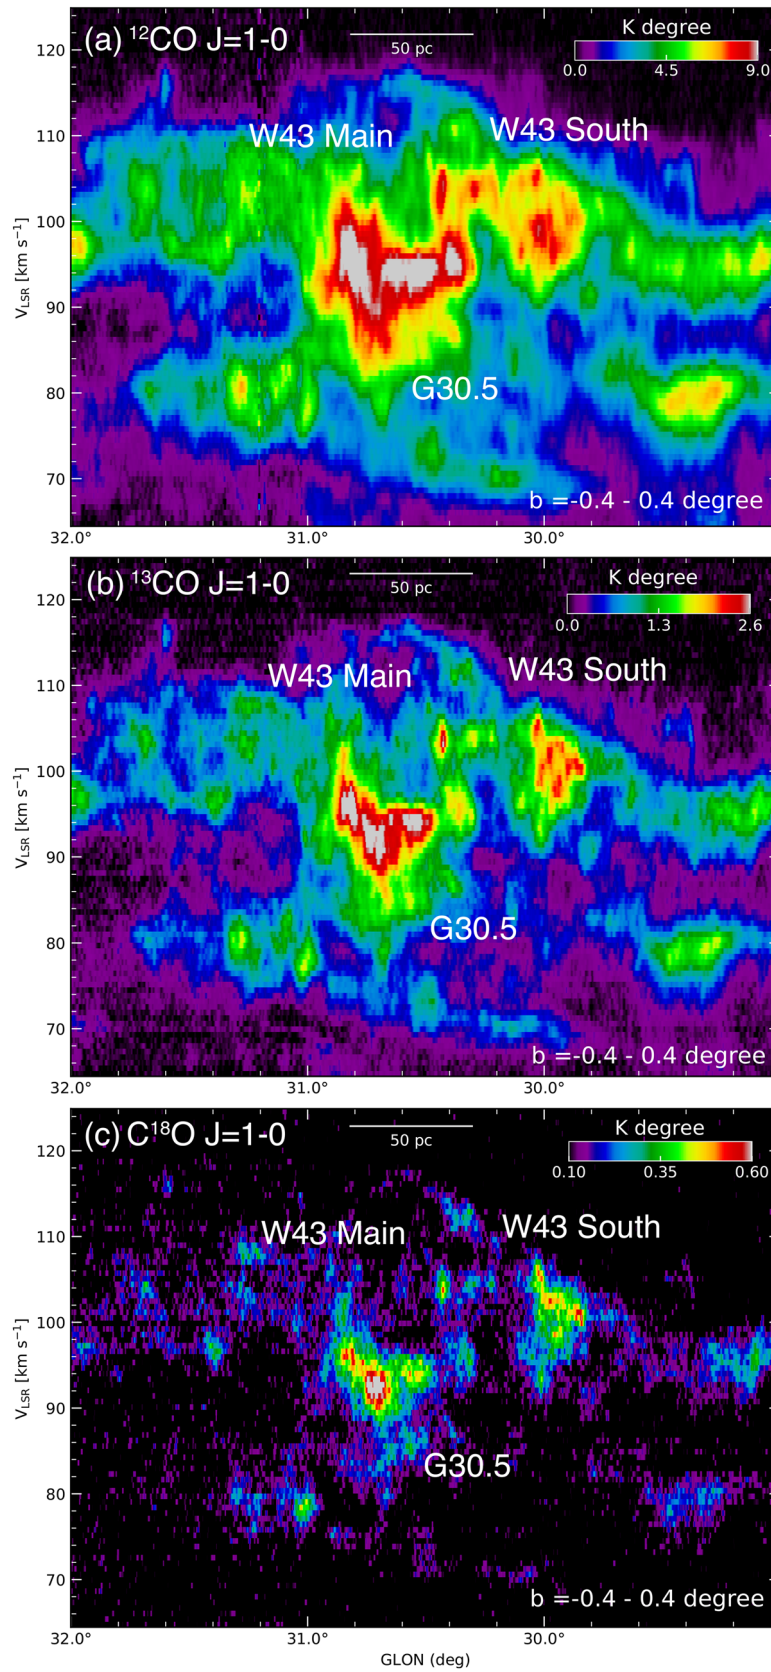 (a) ¹²CO J=1-0
50 pc
K degree
0.0 4.5 9.0
W43 Main
W43 South
G30.5
b =-0.4 - 0.4 degree
120
110
100
90
80
70
V_LSR [km s⁻¹]
32.0° 31.0° 30.0°
(b) ¹³CO J=1-0
50 pc
K degree
0.0 1.3 2.6
W43 Main
W43 South
G30.5
b =-0.4 - 0.4 degree
120
110
100
90
80
70
V_LSR [km s⁻¹]
32.0° 31.0° 30.0°
(c) C¹⁸O J=1-0
50 pc
K degree
0.10 0.35 0.60
W43 Main
W43 South
G30.5
b =-0.4 - 0.4 degree
120
110
100
90
80
70
V_LSR [km s⁻¹]
32.0° 31.0° 30.0°
GLON (deg)